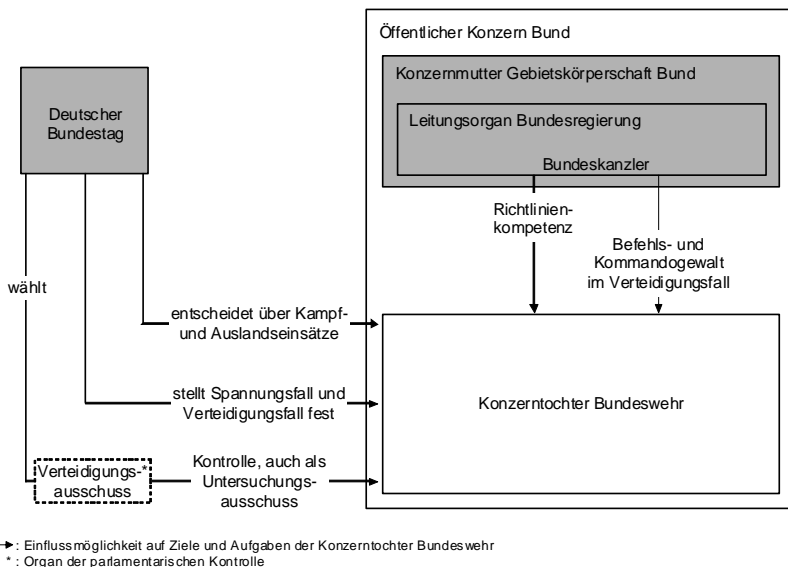 Öffentlicher Konzern Bund
Konzernmutter Gebietskörperschaft Bund
Leitungsorgan Bundesregierung
Bundeskanzler
Deutscher
Bundestag
Richtlinien-
kompetenz
Befehls- und
Kommandogewalt
im Verteidigungsfall
wählt
entscheidet über Kampf-
und Auslandseinsätze
stellt Spannungsfall und
Verteidigungsfall fest
Konzerntochter Bundeswehr
Verteidigungs-*
ausschuss
Kontrolle, auch als
Untersuchungs-
ausschuss
: Einflussmöglichkeit auf Ziele und Aufgaben der Konzerntochter Bundeswehr
* : Organ der parlamentarischen Kontrolle